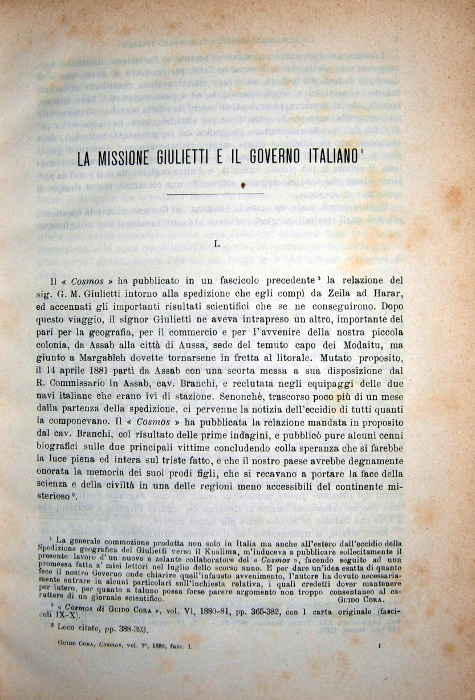 LA MISSIONE GIULIETTI E IL GOVERNO ITALIANO¹
I.
Il « Cosmos » ha pubblicato in un fascicolo precedente² la relazione del
sig. G. M. Giulietti intorno alla spedizione che egli compì da Zeila ad Harar,
ed accennati gli importanti risultati scientifici che se ne conseguirono. Dopo
questo viaggio, il signor Giulietti ne aveva intrapreso un altro, importante del
pari per la geografia, per il commercio e per l'avvenire della nostra piccola
colonia, da Assab alla città di Aussa, sede del temuto capo dei Modaitu, ma
giunto a Margableh dovette tornarsene in fretta al litorale. Mutato proposito,
il 14 aprile 1881 partì da Assab con una scorta messa a sua disposizione dal
R. Commissario in Assab, cav. Branchi, e reclutata negli equipaggi delle due
navi italiane che erano ivi di stazione. Senonchè, trascorso poco più di un mese
dalla partenza della spedizione, ci pervenne la notizia dell'eccidio di tutti quanti
la componevano. Il « Cosmos » ha pubblicata la relazione mandata in proposito
dal cav. Branchi, col risultato delle prime indagini, e pubblicò pure alcuni cenni
biografici sulle due principali vittime concludendo colla speranza che si farebbe
la luce piena ed intera sul triste fatto, e che il nostro paese avrebbe degnamente
onorata la memoria dei suoi prodi figli, che si recavano a portare la face della
scienza e della civiltà in una delle regioni meno accessibili del continente mi-
sterioso³.
¹ La generale commozione prodotta non solo in Italia ma anche all'estero dall'eccidio della
Spedizione geografica del Giulietti verso il Kualima, m'induceva a pubblicare sollecitamente il
presente lavoro d'un nuovo e zelante collaboratore del « Cosmos », facendo seguito ad una
promessa fatta a' miei lettori nel luglio dello scorso anno. E per dare un'idea esatta di quanto
fece il nostro Governo onde chiarire quell'infausto avvenimento, l'autore ha dovuto necessaria-
mente entrare in alcuni particolari sull'inchiesta relativa, i quali credetti dover mantenere
per intero, per quanto a taluno possa forse parere argomento non troppo consentaneo al ca-
rattere di un giornale scientifico. GUIDO CORA.
² « Cosmos di GUIDO CORA », vol. VI, 1880-81, pp. 365-382, con 1 carta originale (fasci-
coli IX-X).
³ Loco citato, pp. 388-393.
GUIDO CORA, Cosmos, vol. 7°, 1882, fasc. I. 1